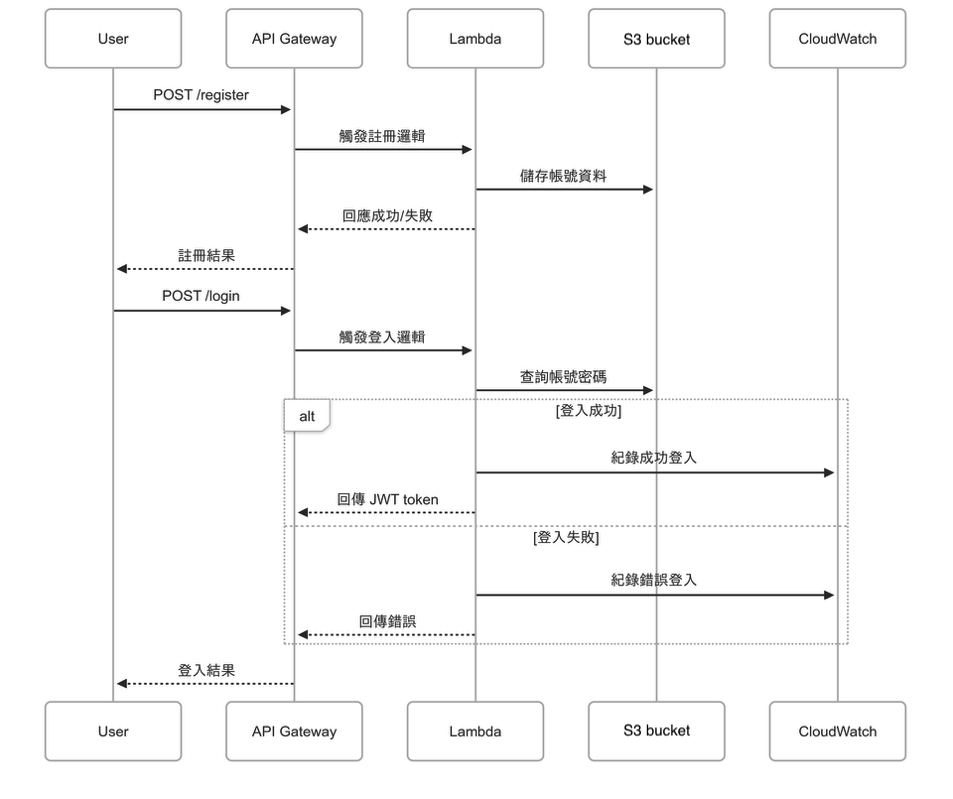 User
API Gateway
Lambda
S3 bucket
CloudWatch
POST /register
觸發註冊邏輯
儲存帳號資料
回應成功/失敗
註冊結果
POST /login
觸發登入邏輯
查詢帳號密碼
alt
[登入成功]
紀錄成功登入
回傳 JWT token
[登入失敗]
紀錄錯誤登入
回傳錯誤
登入結果
User
API Gateway
Lambda
S3 bucket
CloudWatch